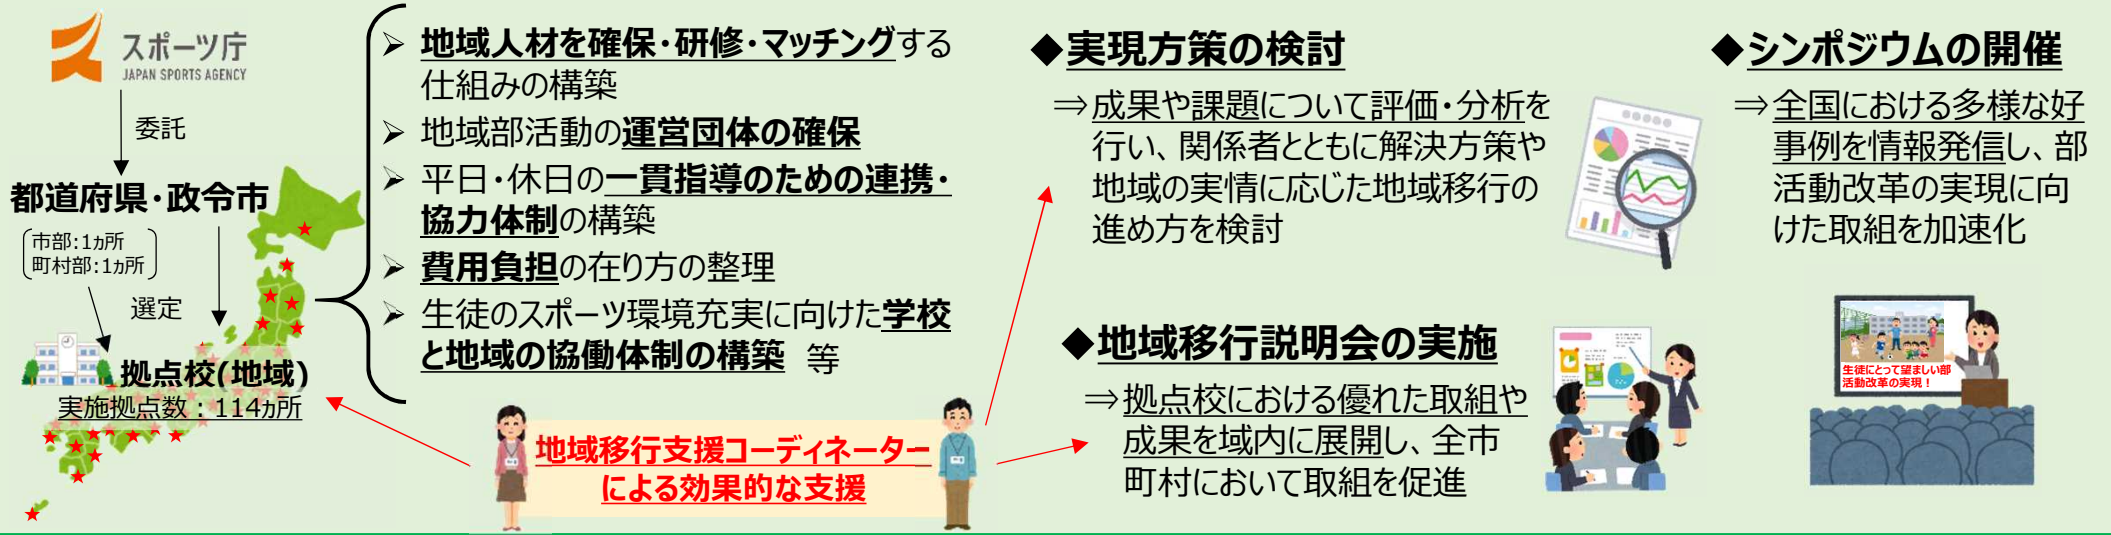 スポーツ庁
JAPAN SPORTS AGENCY
委託
都道府県・政令市
市部:1ヵ所
町村部:1ヵ所
選定
拠点校(地域)
実施拠点数：114ヵ所
➢ 地域人材を確保・研修・マッチングする
仕組みの構築
➢ 地域部活動の運営団体の確保
➢ 平日・休日の一貫指導のための連携・
協力体制の構築
➢ 費用負担の在り方の整理
➢ 生徒のスポーツ環境充実に向けた学校
と地域の協働体制の構築 等
地域移行支援コーディネーター
による効果的な支援
◆実現方策の検討
⇒成果や課題について評価・分析を
行い、関係者とともに解決方策や
地域の実情に応じた地域移行の
進め方を検討
◆地域移行説明会の実施
⇒拠点校における優れた取組や
成果を域内に展開し、全市
町村において取組を促進
◆シンポジウムの開催
⇒全国における多様な好
事例を情報発信し、部
活動改革の実現に向
けた取組を加速化
生徒にとって望ましい部
活動改革の実現！